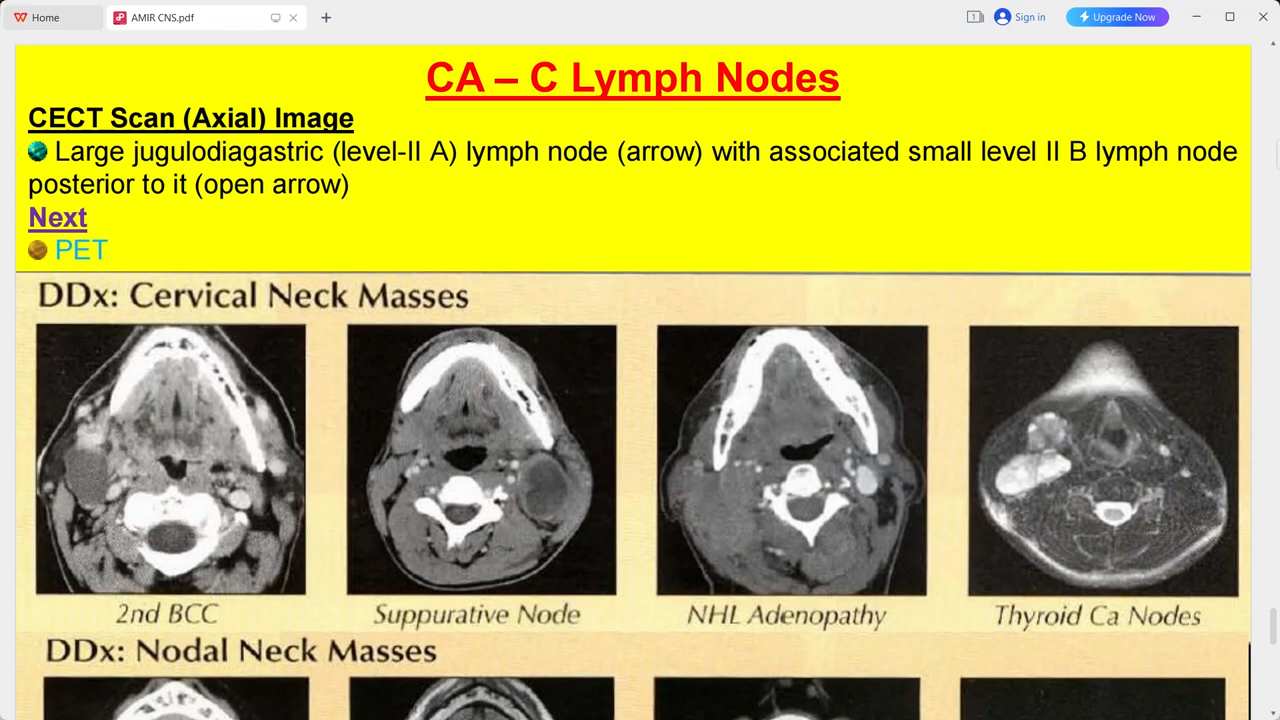 Home
AMIR CNS.pdf
1
Sign in
Upgrade Now
CA – C Lymph Nodes
CECT Scan (Axial) Image
Large jugulodiagastric (level-II A) lymph node (arrow) with associated small level II B lymph node
posterior to it (open arrow)
Next
PET
DDx: Cervical Neck Masses
2nd BCC
Suppurative Node
NHL Adenopathy
Thyroid Ca Nodes
DDx: Nodal Neck Masses